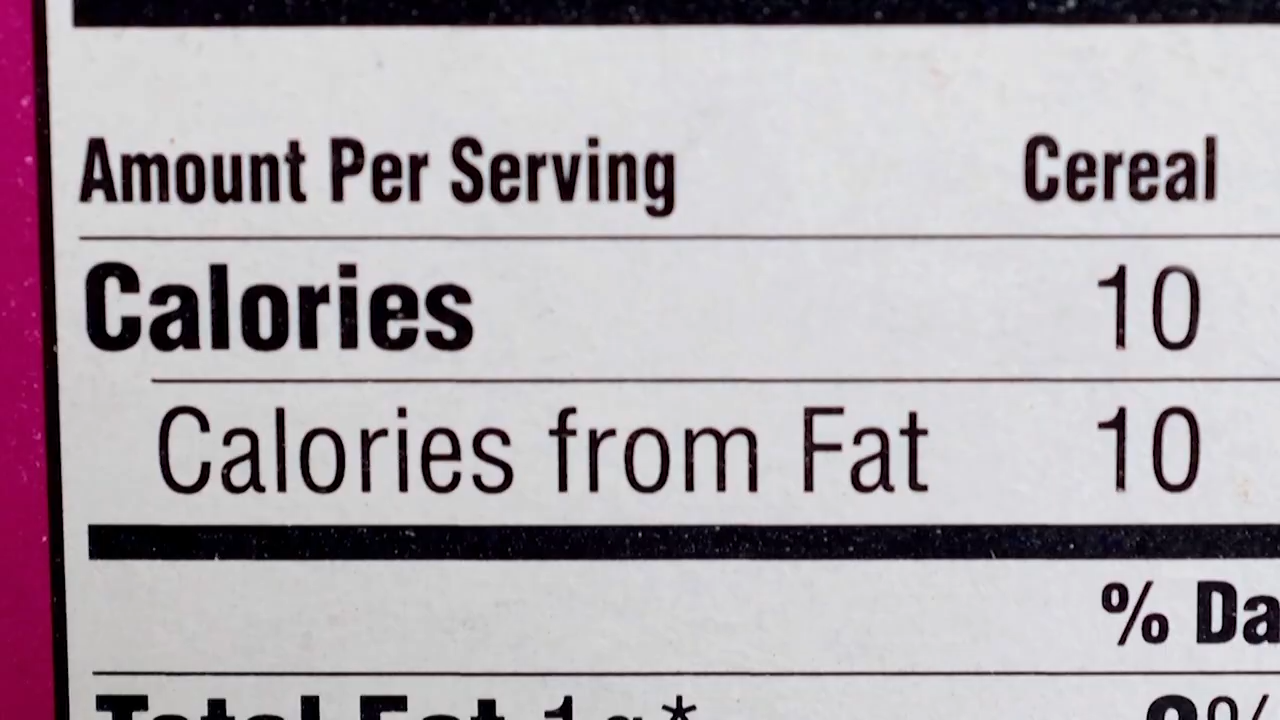 Amount Per Serving Cereal
Calories 10
Calories from Fat 10
% Da
Total Fat 1g*